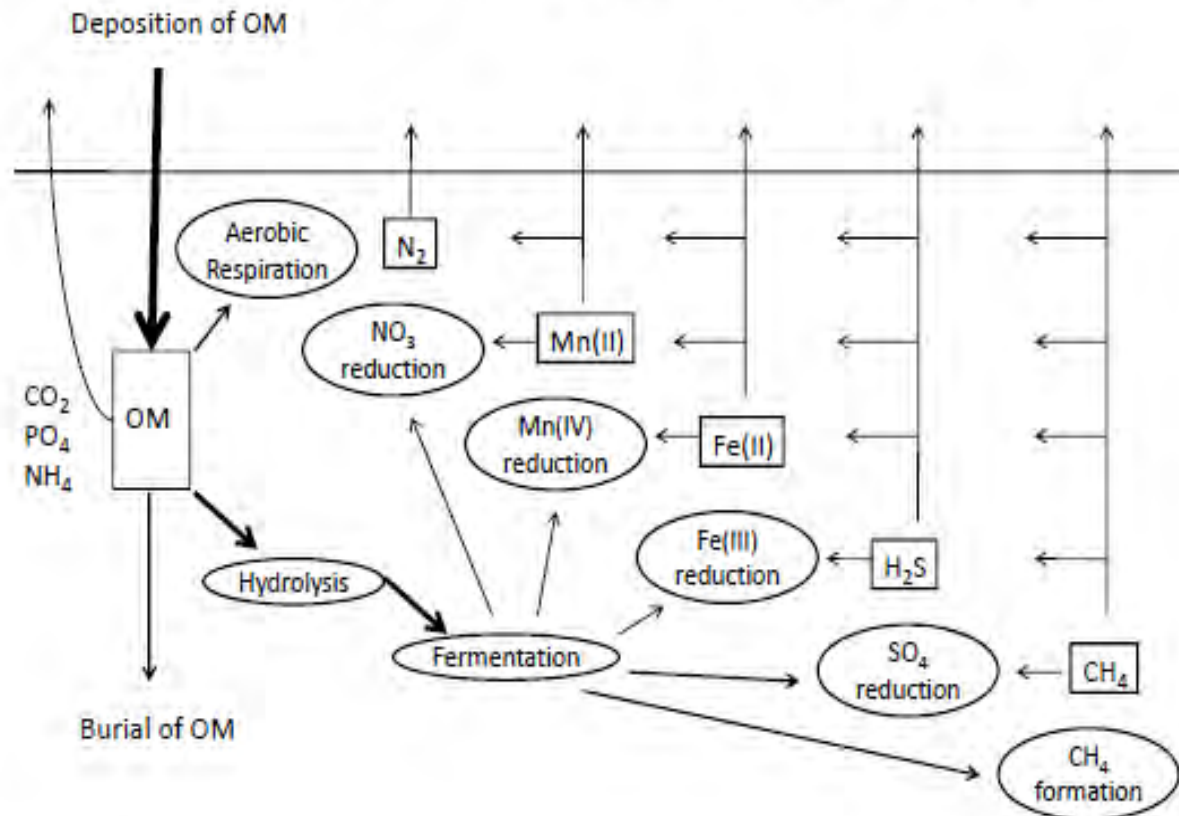 Deposition of OM
Aerobic
Respiration
N₂
NO₃
reduction
Mn(II)
CO₂
PO₄
NH₄
OM
Mn(IV)
reduction
Fe(II)
Fe(III)
reduction
H₂S
Hydrolysis
Fermentation
SO₄
reduction
CH₄
Burial of OM
CH₄
formation